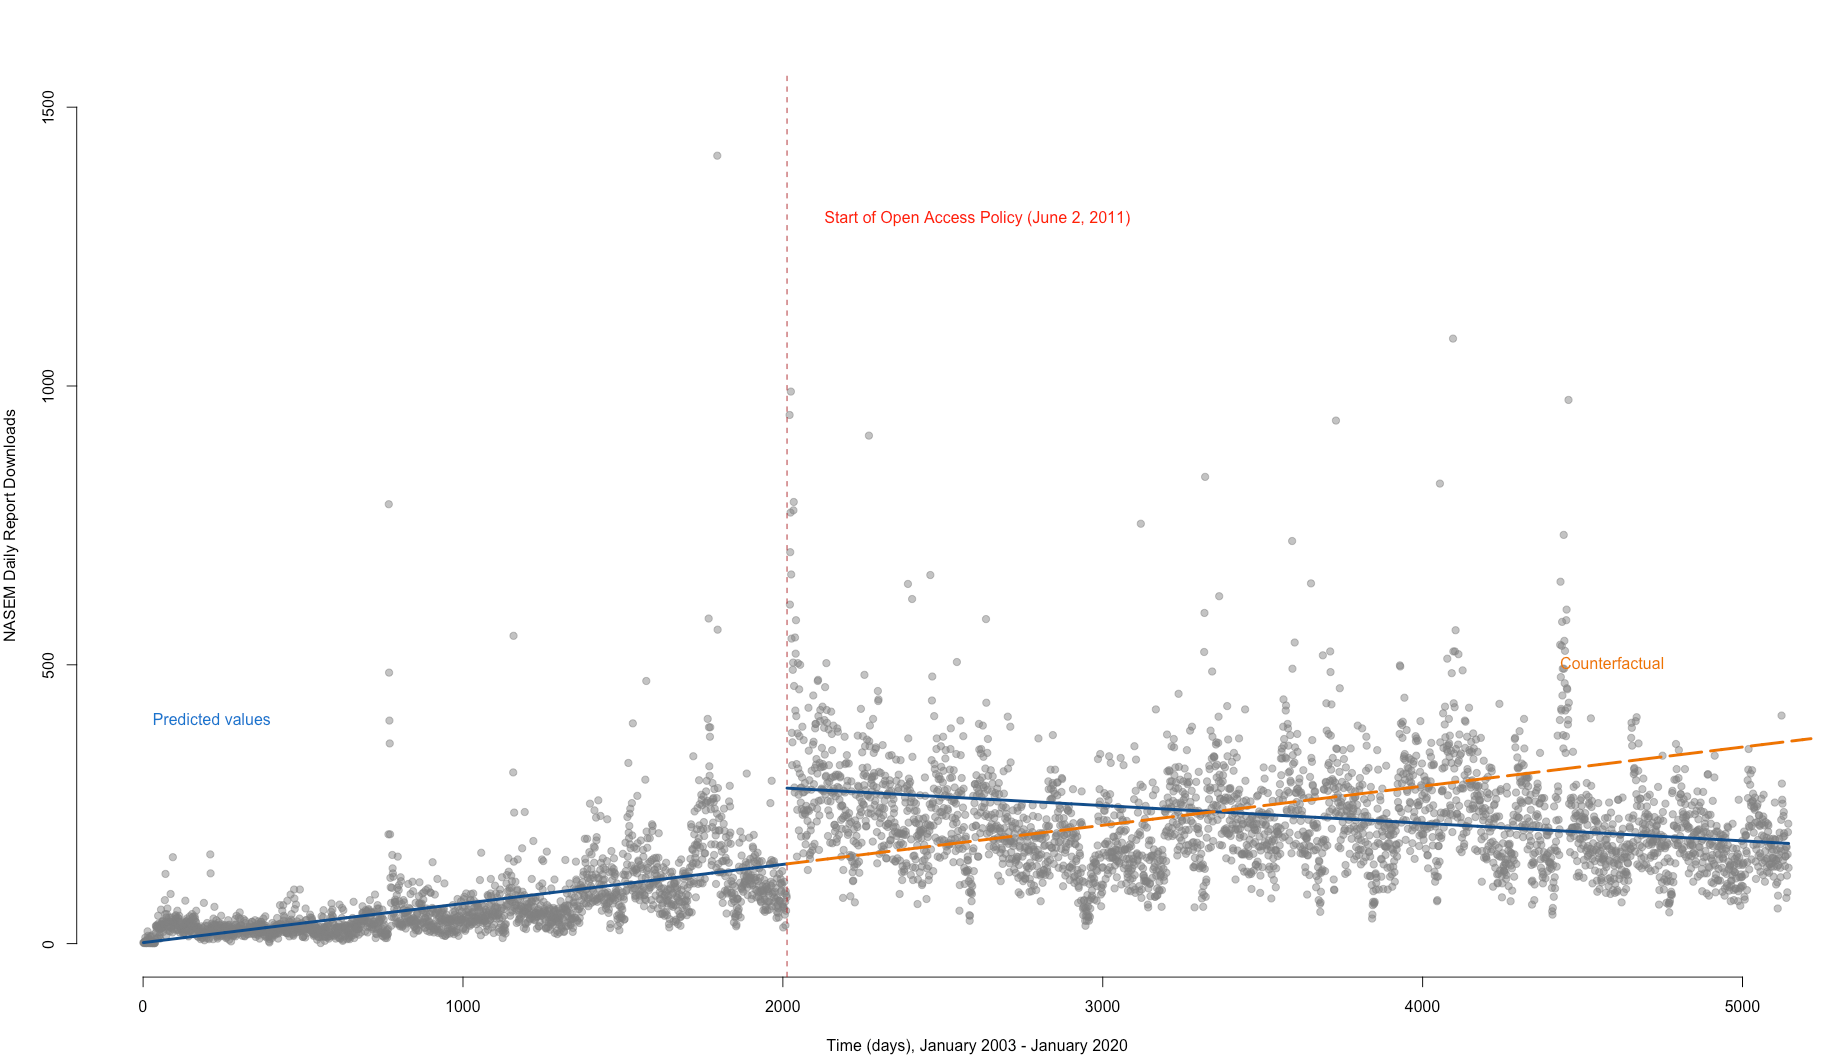 1500
1000
500
0
NASEM Daily Report Downloads
Start of Open Access Policy (June 2, 2011)
Counterfactual
Predicted values
0
1000
2000
3000
4000
5000
Time (days), January 2003 - January 2020